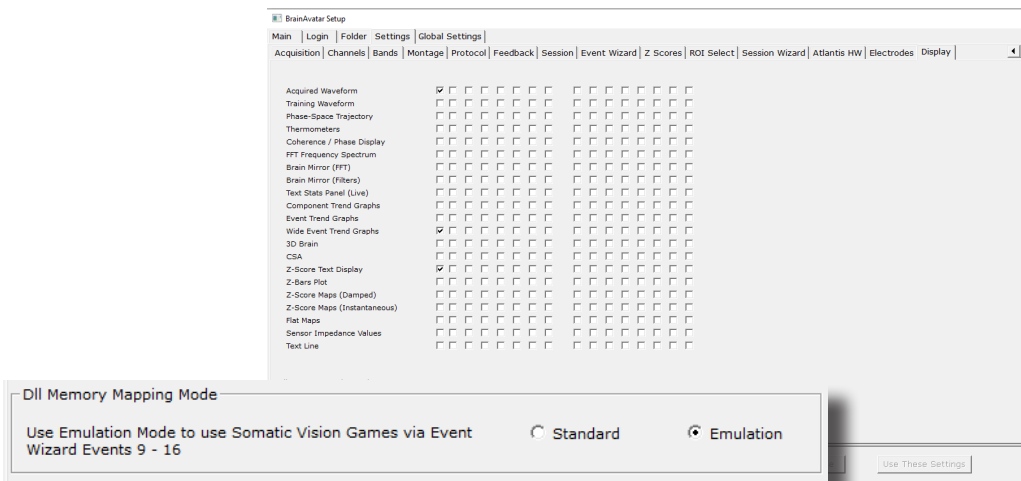 BrainAvatar Setup
Main Login Folder Settings Global Settings
Acquisition Channels Bands Montage Protocol Feedback Session Event Wizard Z Scores ROI Select Session Wizard Atlantis HW Electrodes Display
Acquired Waveform
Training Waveform
Phase-Space Trajectory
Thermometers
Coherence / Phase Display
FFT Frequency Spectrum
Brain Mirror (FFT)
Brain Mirror (Filters)
Text Stats Panel (Live)
Component Trend Graphs
Event Trend Graphs
Wide Event Trend Graphs
3D Brain
CSA
Z-Score Text Display
Z-Bars Plot
Z-Score Maps (Damped)
Z-Score Maps (Instantaneous)
Flat Maps
Sensor Impedance Values
Text Line
Dll Memory Mapping Mode
Use Emulation Mode to use Somatic Vision Games via Event
Wizard Events 9 - 16
Standard Emulation
Use These Settings